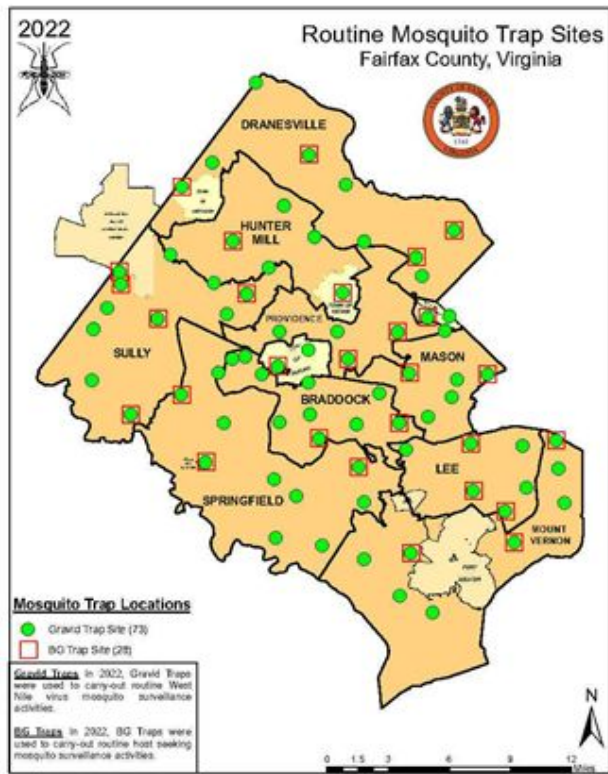 2022
Routine Mosquito Trap Sites
Fairfax County, Virginia
DRANESVILLE
HUNTER
MILL
PROVIDENCE
SULLY
MASON
BRADDOCK
LEE
SPRINGFIELD
MOUNT
VERNON
FORT
Mosquito Trap Locations
Gravid Trap Site (73)
BG Trap Site (28)
Gravid Traps In 2022, Gravid Traps
were used to carry-out routine West
Nile virus mosquito surveillance
activities.
BG Traps In 2022, BG Traps were
used to carry-out routine host seeking
mosquito surveillance activities.
N
0 1.5 3 6 9 12
Miles